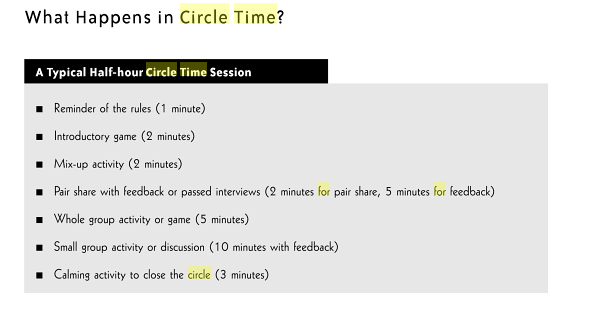 What Happens in Circle Time?
A Typical Half-hour Circle Time Session
■ Reminder of the rules (1 minute)
■ Introductory game (2 minutes)
■ Mix-up activity (2 minutes)
■ Pair share with feedback or passed interviews (2 minutes for pair share, 5 minutes for feedback)
■ Whole group activity or game (5 minutes)
■ Small group activity or discussion (10 minutes with feedback)
■ Calming activity to close the circle (3 minutes)